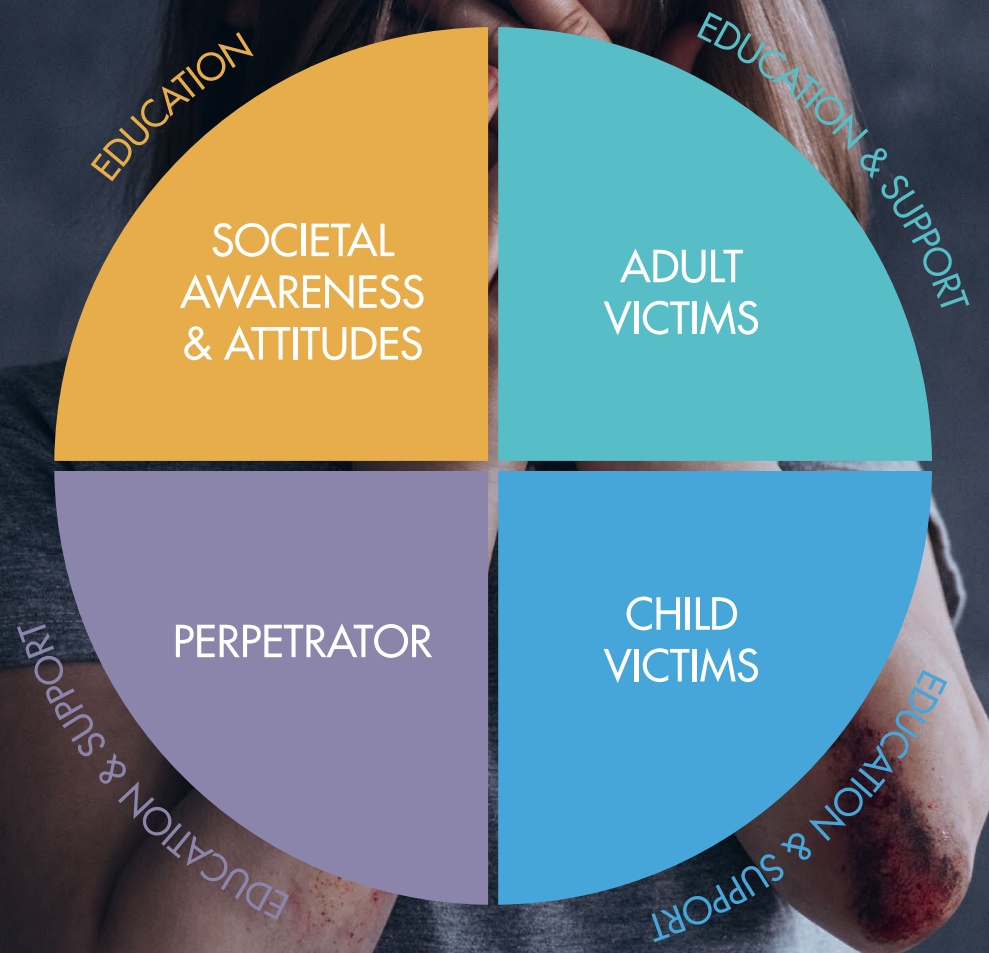 EDUCATION
SOCIETAL
AWARENESS
& ATTITUDES
EDUCATION & SUPPORT
ADULT
VICTIMS
PERPETRATOR
EDUCATION & SUPPORT
CHILD
VICTIMS
EDUCATION & SUPPORT